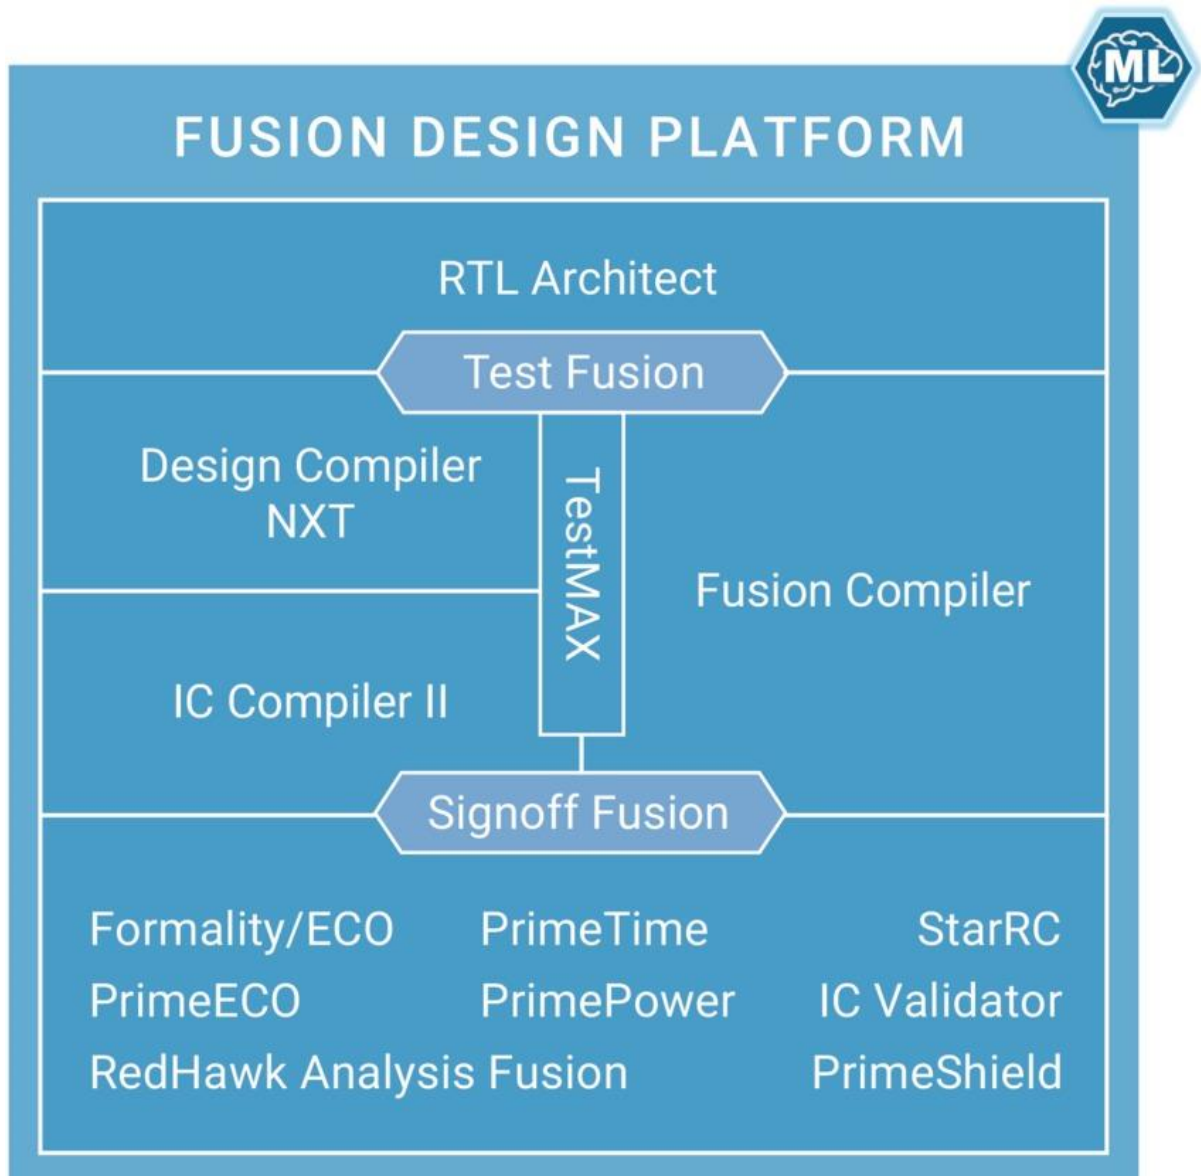 ML
FUSION DESIGN PLATFORM
RTL Architect
Test Fusion
Design Compiler
NXT
TestMAX
Fusion Compiler
IC Compiler II
Signoff Fusion
Formality/ECO PrimeTime StarRC
PrimeECO PrimePower IC Validator
RedHawk Analysis Fusion PrimeShield